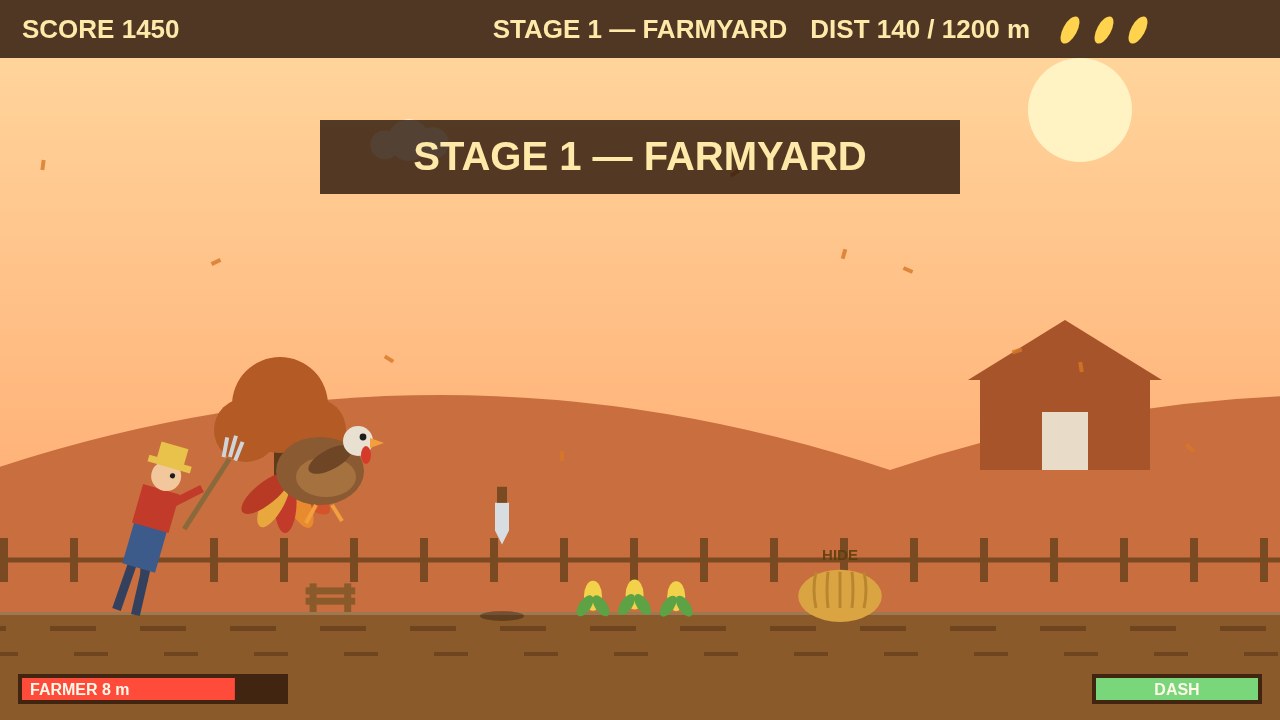 SCORE 1450
STAGE 1 — FARMYARD DIST 140 / 1200 m
STAGE 1 — FARMYARD
HIDE
FARMER 8 m
DASH